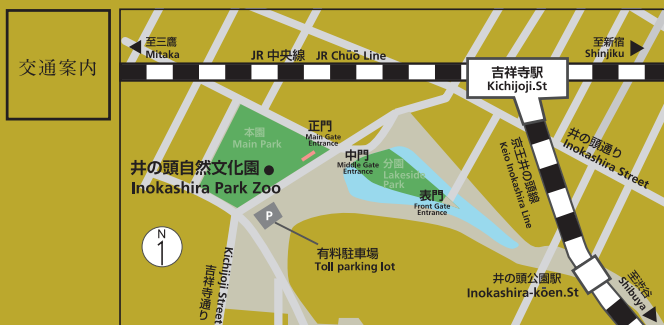 交通案内
至三鷹
Mitaka
JR 中央線 JR Chūō Line
至新宿
Shinjiku
吉祥寺駅
Kichijoji.St
本園
Main Park
正門
Main Gate
Entrance
中門
Middle Gate
Entrance
分園
Lakeside
Park
表門
Front Gate
Entrance
井の頭自然文化園
Inokashira Park Zoo
P
有料駐車場
Toll parking lot
N
Kichijoji Street
吉祥寺通り
京王井の頭線
Keio Inokashira Line
井の頭通り
Inokashira Street
井の頭公園駅
Inokashira-kōen.St
至渋谷
Shibuya